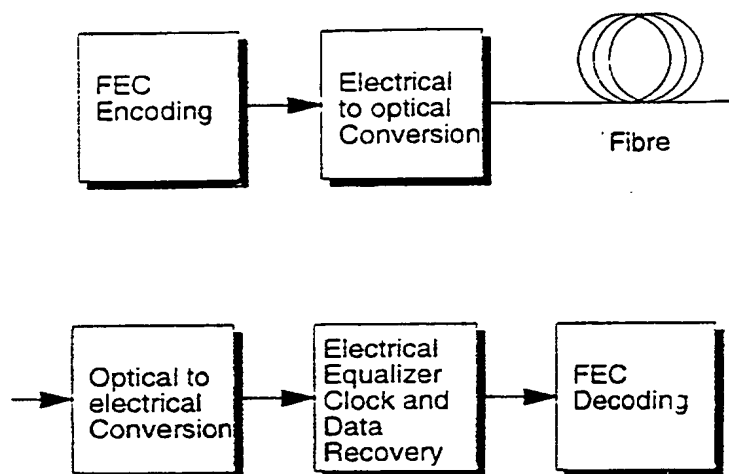 FEC
Encoding
Electrical
to optical
Conversion
Fibre
Optical to
electrical
Conversion
Electrical
Equalizer
Clock and
Data
Recovery
FEC
Decoding